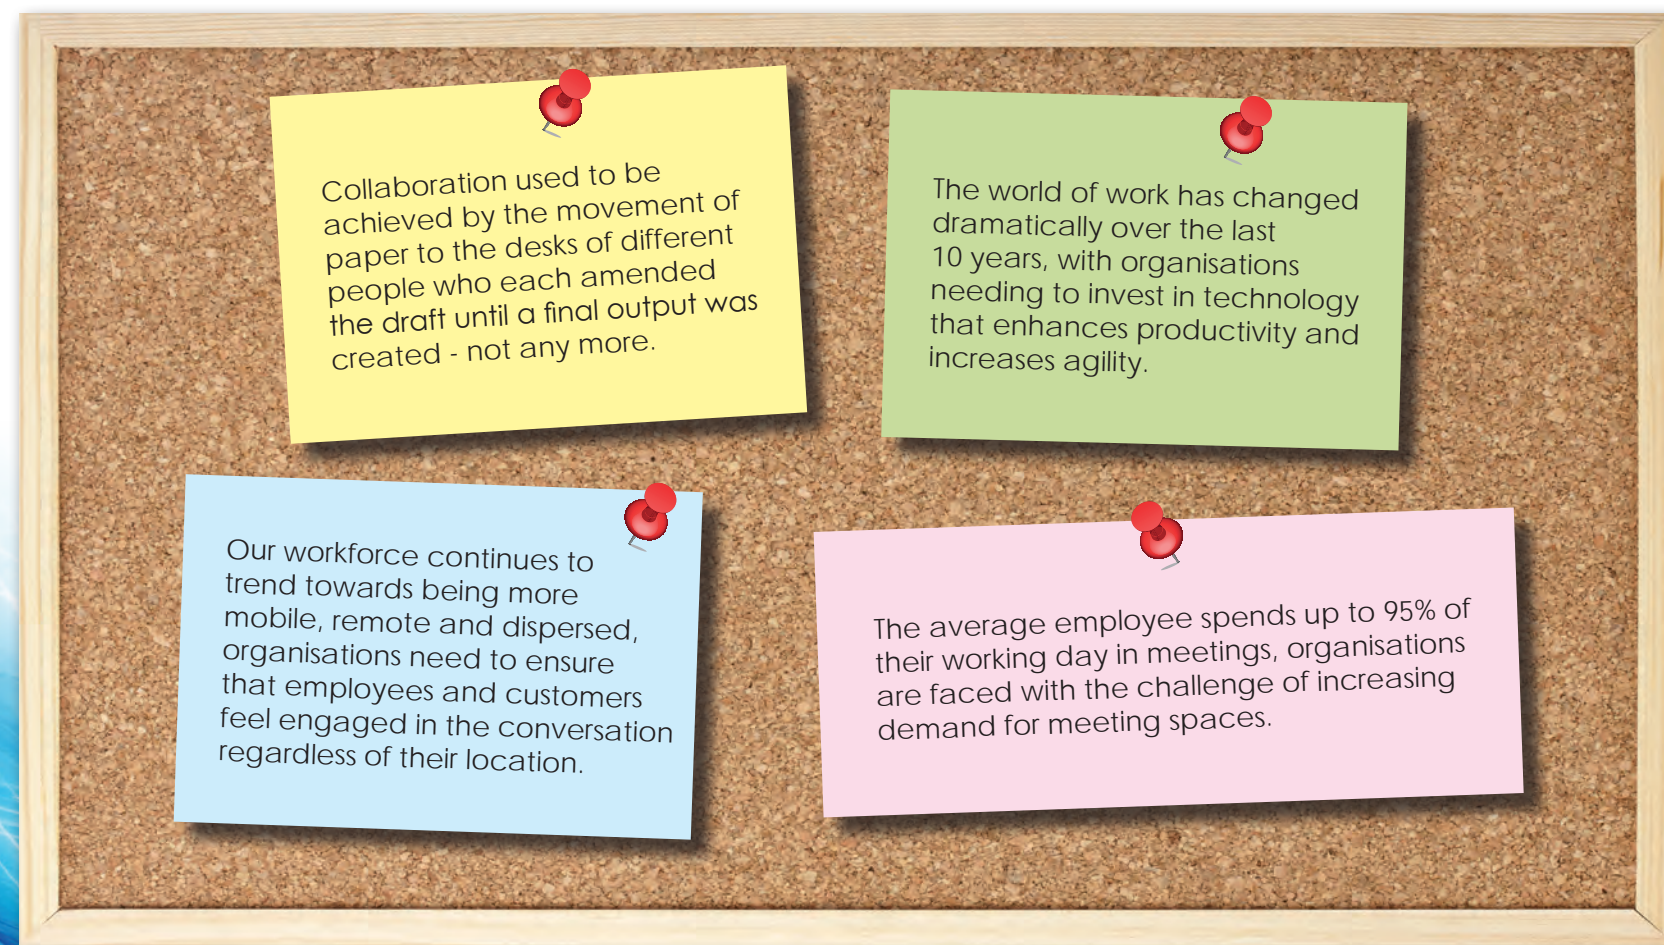 Collaboration used to be
achieved by the movement of
paper to the desks of different
people who each amended
the draft until a final output was
created - not any more.
The world of work has changed
dramatically over the last
10 years, with organisations
needing to invest in technology
that enhances productivity and
increases agility.
Our workforce continues to
trend towards being more
mobile, remote and dispersed,
organisations need to ensure
that employees and customers
feel engaged in the conversation
regardless of their location.
The average employee spends up to 95% of
their working day in meetings, organisations
are faced with the challenge of increasing
demand for meeting spaces.